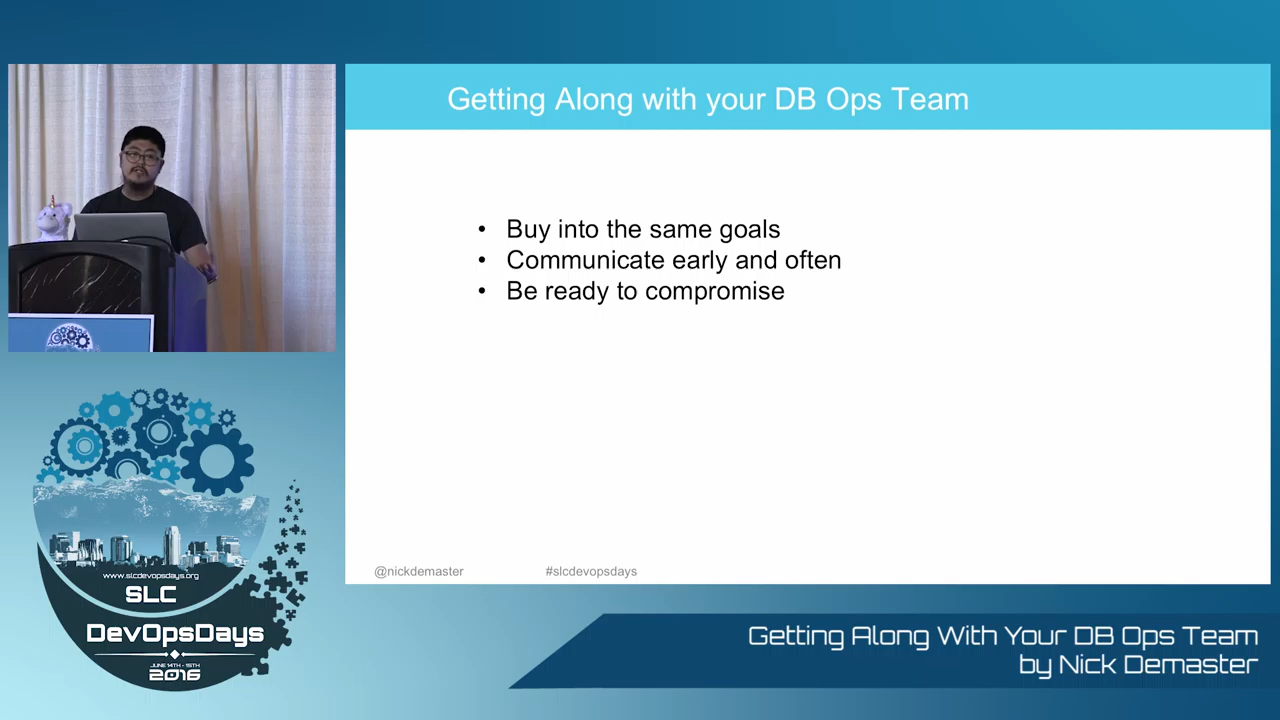 Getting Along with your DB Ops Team
• Buy into the same goals
• Communicate early and often
• Be ready to compromise
@nickdemaster #slcdevopsdays
www.slcdevopsdays.org
SLC
DevOpsDays
JUNE 14TH - 15TH
2016
Getting Along With Your DB Ops Team
by Nick Demaster